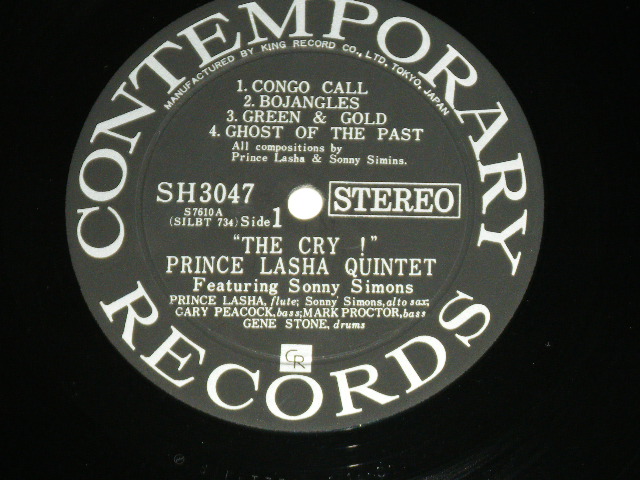 CONTEMPORARY
MANUFACTURED BY KING RECORD CO., LTD. TOKYO, JAPAN
1. CONGO CALL
2. BOJANGLES
3. GREEN & GOLD
4. GHOST OF THE PAST
All compositions by
Prince Lasha & Sonny Simins.
SH3047
STEREO
S7610A
(SILBT 734) Side 1
"THE CRY !"
PRINCE LASHA QUINTET
Featuring Sonny Simons
PRINCE LASHA, flute; Sonny Simons, alto sax;
GARY PEACOCK, bass; MARK PROCTOR, bass
GENE STONE, drums
CR
RECORDS